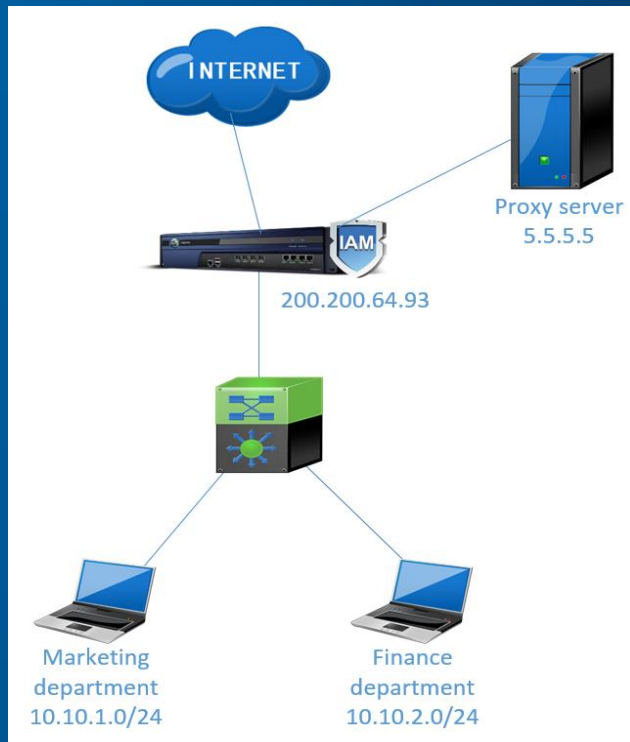 INTERNET
Proxy server
5.5.5.5
IAM
200.200.64.93
Marketing
department
10.10.1.0/24
Finance
department
10.10.2.0/24